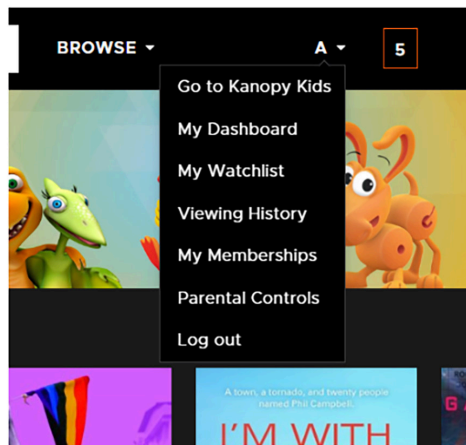 BROWSE
A
5
Go to Kanopy Kids
My Dashboard
My Watchlist
Viewing History
My Memberships
Parental Controls
Log out
A town, a tornado, and twenty people
named Phil Campbell.
I'M WITH